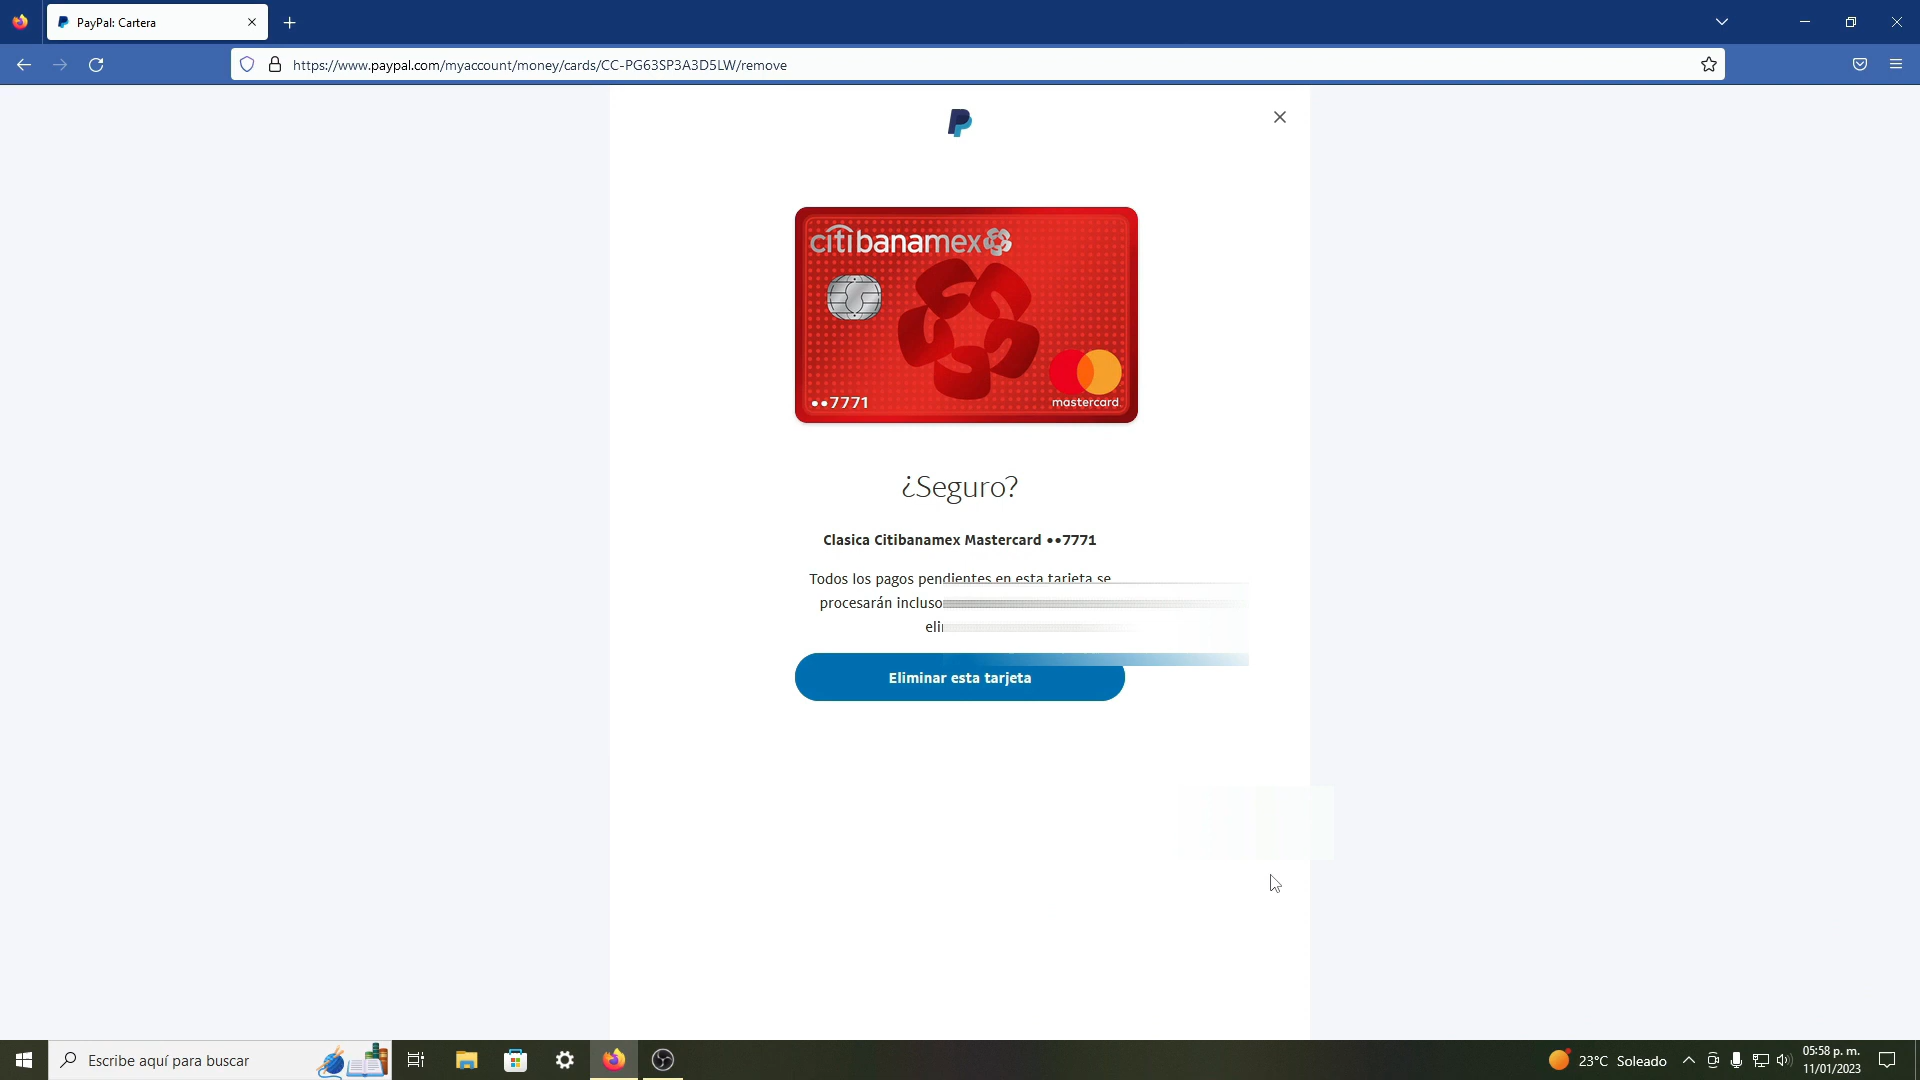 PayPal: Cartera
https://www.paypal.com/myaccount/money/cards/CC-PG63SP3A3D5LW/remove
citibanamex
••7771
mastercard
¿Seguro?
Clasica Citibanamex Mastercard ••7771
Todos los pagos pendientes en esta tarjeta se
procesarán incluso
Eliminar esta tarjeta
Escribe aquí para buscar
23°C Soleado
05:58 p. m.
11/01/2023